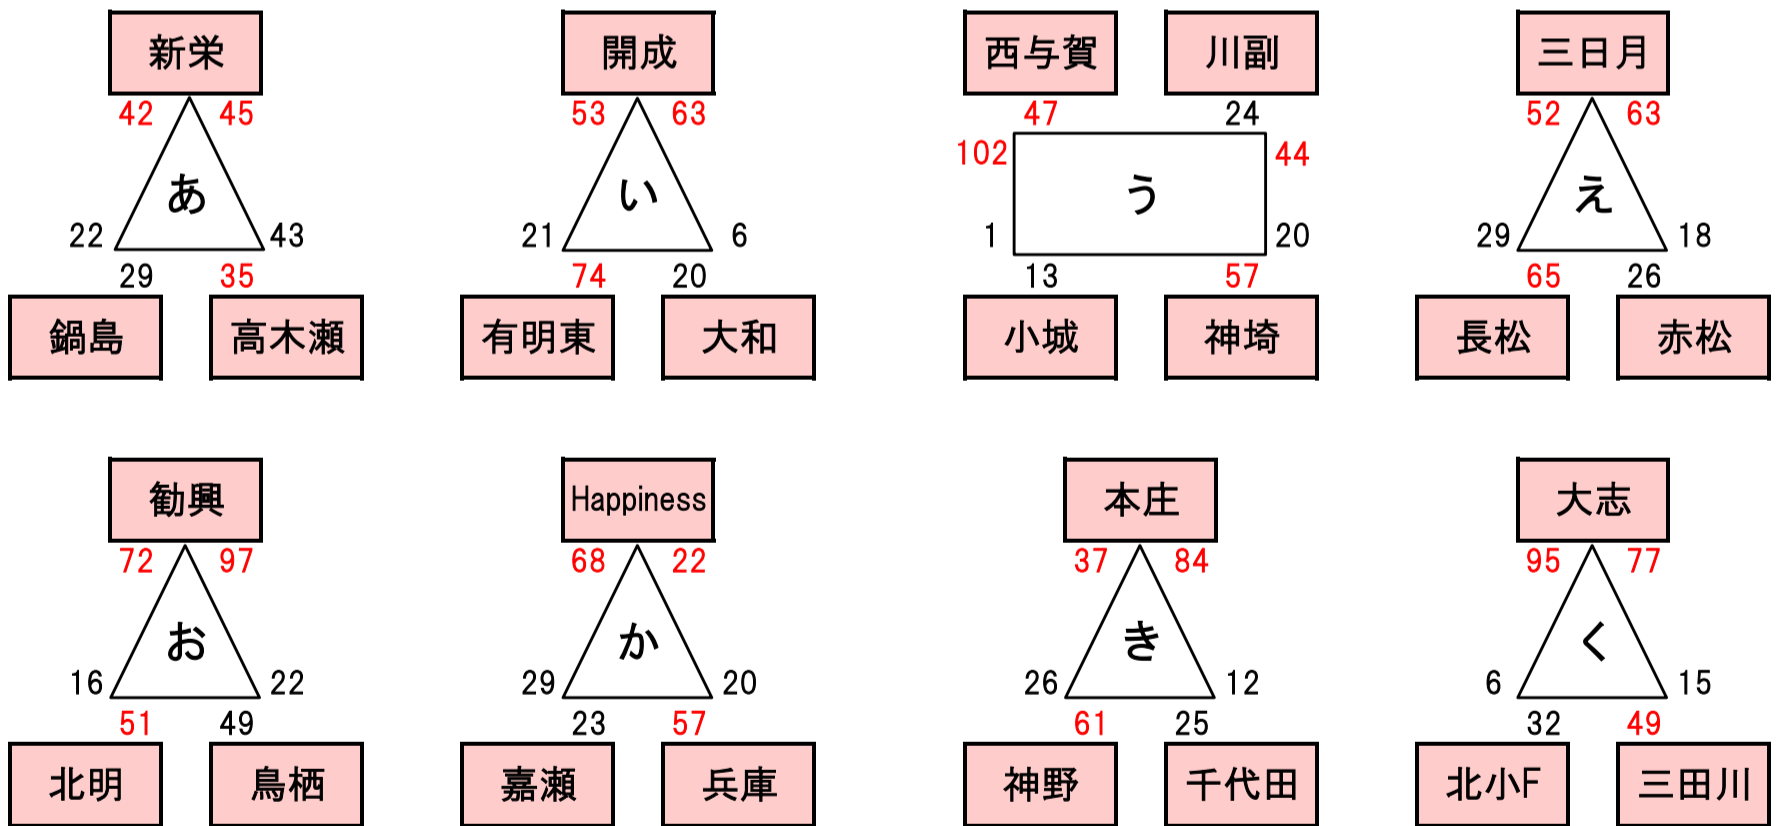 新栄 開成 西与賀 川副 三日月
42 45 53 63 47 24 52 63
102 44
あ い う え
22 43 21 6 1 20 29 18
29 35 74 20 13 57 65 26
鍋島 高木瀬 有明東 大和 小城 神埼 長松 赤松
勧興 Happiness 本庄 大志
72 97 68 22 37 84 95 77
お か き く
16 22 29 20 26 12 6 15
51 49 23 57 61 25 32 49
北明 鳥栖 嘉瀬 兵庫 神野 千代田 北小F 三田川